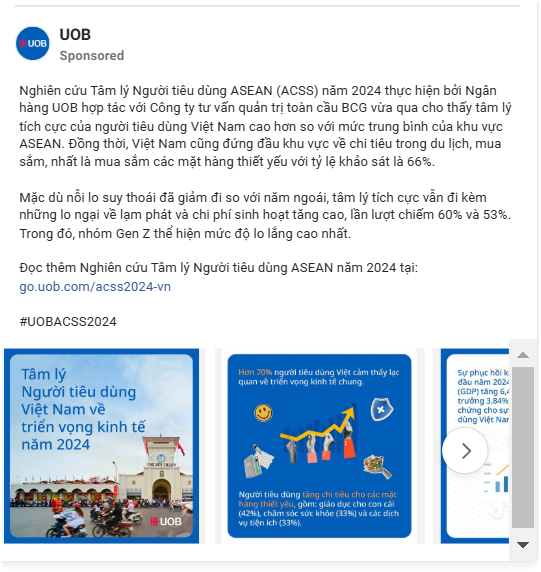 UOB
UOB
Sponsored
Nghiên cứu Tâm lý Người tiêu dùng ASEAN (ACSS) năm 2024 thực hiện bởi Ngân
hàng UOB hợp tác với Công ty tư vấn quản trị toàn cầu BCG vừa qua cho thấy tâm lý
tích cực của người tiêu dùng Việt Nam cao hơn so với mức trung bình của khu vực
ASEAN. Đồng thời, Việt Nam cũng đứng đầu khu vực về chi tiêu trong du lịch, mua
sắm, nhất là mua sắm các mặt hàng thiết yếu với tỷ lệ khảo sát là 66%.
Mặc dù nỗi lo suy thoái đã giảm đi so với năm ngoái, tâm lý tích cực vẫn đi kèm
những lo ngại về lạm phát và chi phí sinh hoạt tăng cao, lần lượt chiếm 60% và 53%.
Trong đó, nhóm Gen Z thể hiện mức độ lo lắng cao nhất.
Đọc thêm Nghiên cứu Tâm lý Người tiêu dùng ASEAN năm 2024 tại:
go.uob.com/acss2024-vn
#UOBACSS2024
Tâm lý
Người tiêu dùng
Việt Nam về
triển vọng kinh tế
năm 2024
UOB
Hơn 70% người tiêu dùng Việt cảm thấy lạc
quan về triển vọng kinh tế chung.
Người tiêu dùng tăng chi tiêu cho các mặt
hàng thiết yếu, gồm: giáo dục cho con cái
(42%), chăm sóc sức khỏe (33%) và các dịch
vụ tiện ích (33%).
Sự phục hồi k
đầu năm 2024
(GDP) tăng 6,4
trưởng 3,84%
chứng cho sự
dùng Việt Nam